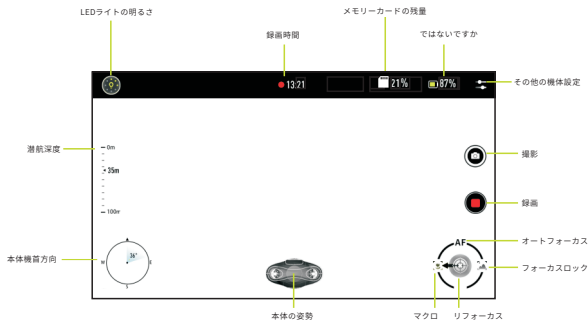 LEDライトの明るさ
メモリーカードの残量
録画時間
ではないですか
13:21
21%
87%
その他の機体設定
潜航深度
0m
35m
100m
撮影
録画
本体機首方向
N
W
E
S
36°
AF
オートフォーカス
フォーカスロック
本体の姿勢
マクロ
リフォーカス